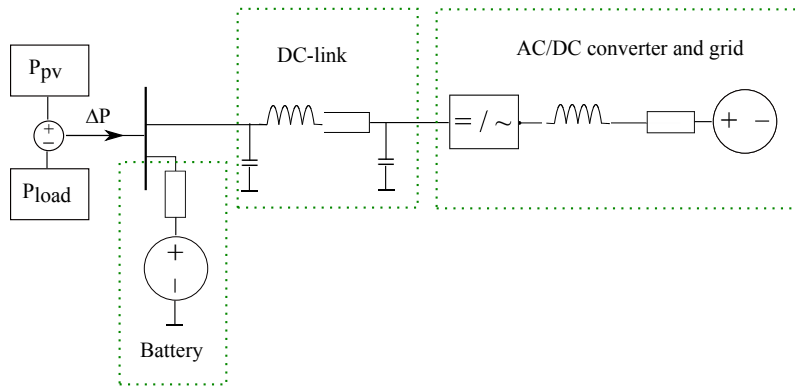 DC-link
AC/DC converter and grid
Ppv
ΔP
+
−
= / ~
+ −
Pload
+
−
Battery